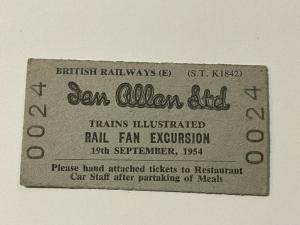 BRITISH RAILWAYS (E) (S.T. K1842)
Ian Allan Ltd
TRAINS ILLUSTRATED
RAIL FAN EXCURSION
19th SEPTEMBER, 1954
Please hand attached tickets to Restaurant
Car Staff after partaking of Meals
0024
0024